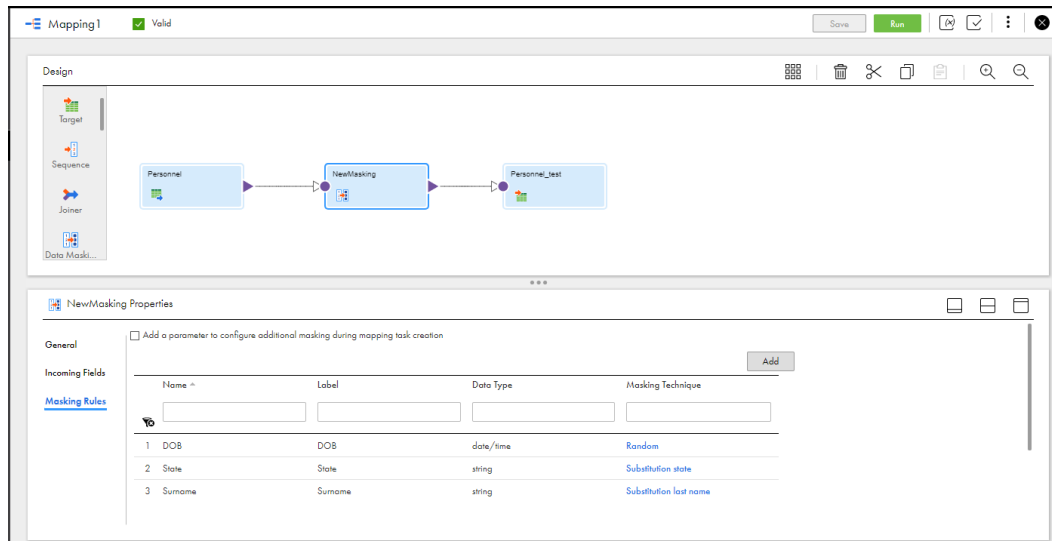 Mapping1 Valid Save Run
Design
Target
Sequence
Joiner
Data Maski...
Personnel NewMasking Personnel_test
NewMasking Properties
General
Incoming Fields
Masking Rules
Add a parameter to configure additional masking during mapping task creation
Add
Name Label Data Type Masking Technique
1 DOB DOB date/time Random
2 State State string Substitution state
3 Surname Surname string Substitution last name